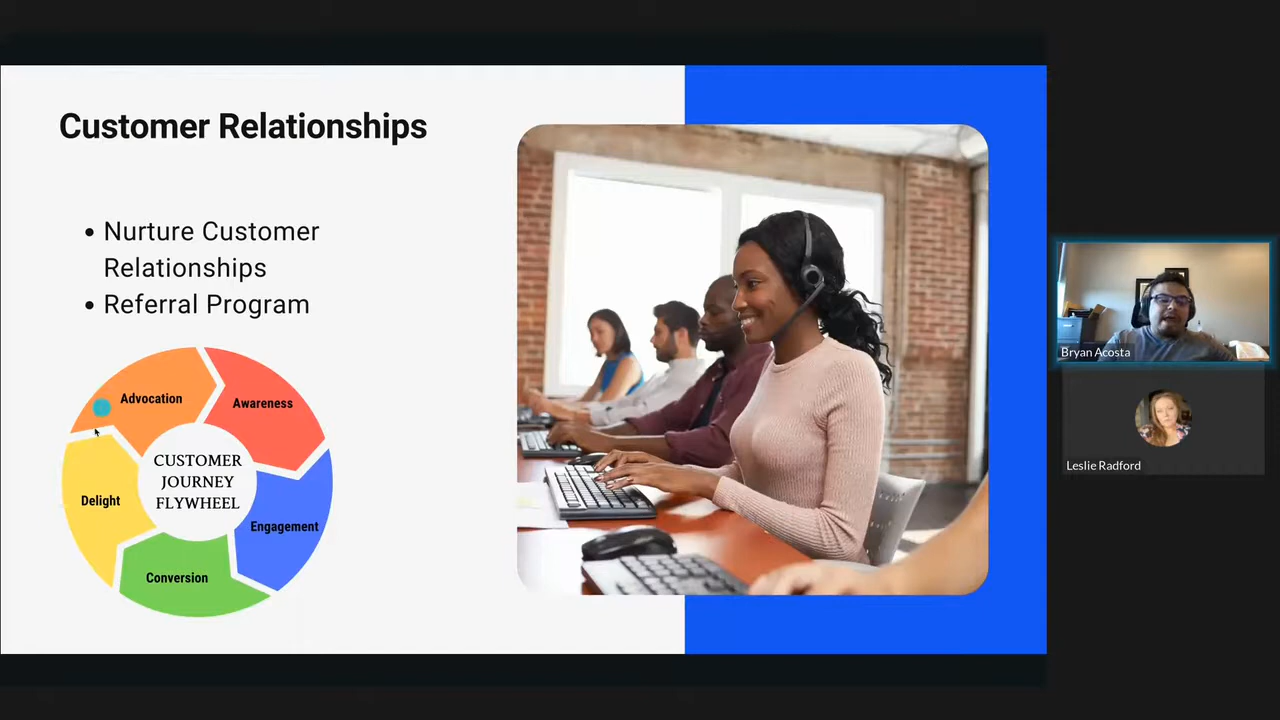 Customer Relationships
• Nurture Customer
Relationships
• Referral Program
Advocation
Awareness
CUSTOMER
JOURNEY
FLYWHEEL
Delight
Engagement
Conversion
Bryan Acosta
Leslie Radford